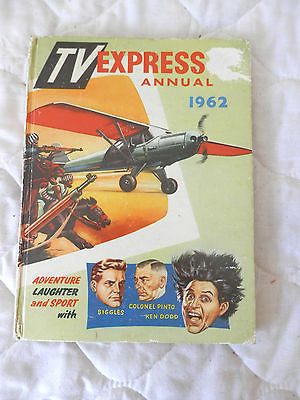 TV EXPRESS
ANNUAL
1962
ADVENTURE
LAUGHTER
and SPORT
with
BIGGLES
COLONEL PINTO
KEN DODD